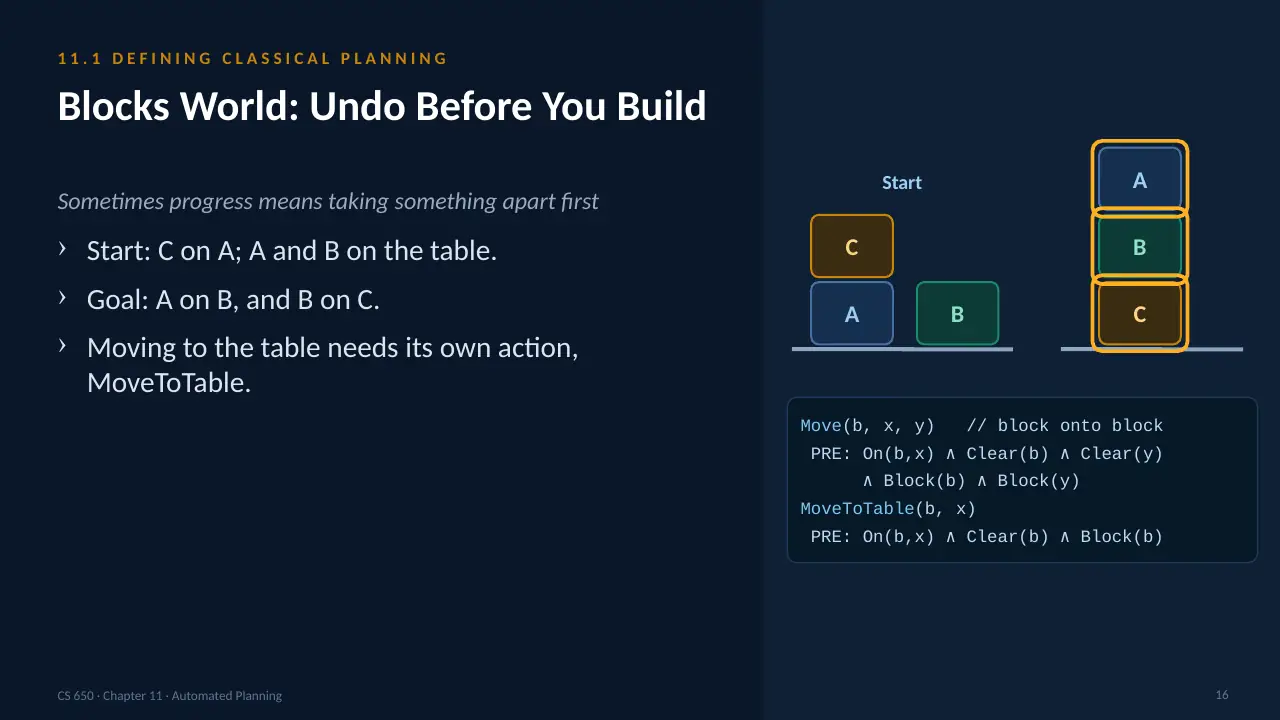 11.1 DEFINING CLASSICAL PLANNING
Blocks World: Undo Before You Build
Sometimes progress means taking something apart first
› Start: C on A; A and B on the table.
› Goal: A on B, and B on C.
› Moving to the table needs its own action,
MoveToTable.
Start
C
A
B
A
B
C
Move(b, x, y)   // block onto block
PRE: On(b,x) ∧ Clear(b) ∧ Clear(y)
∧ Block(b) ∧ Block(y)
MoveToTable(b, x)
PRE: On(b,x) ∧ Clear(b) ∧ Block(b)
CS 650 · Chapter 11 · Automated Planning
16